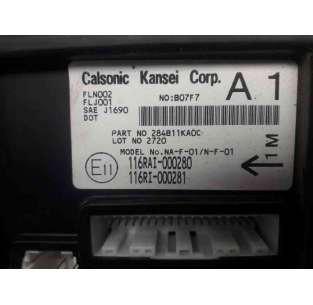 Calsonic Kansei Corp.
FLN002
FLJ001
SAE J1690
DOT
NO:B07F7
A 1
PART NO 284B11KA0C
LOT NO 2720
MODEL No.NA-F-01/N-F-01
E11
116RAI-000280
116RI-000281
1M